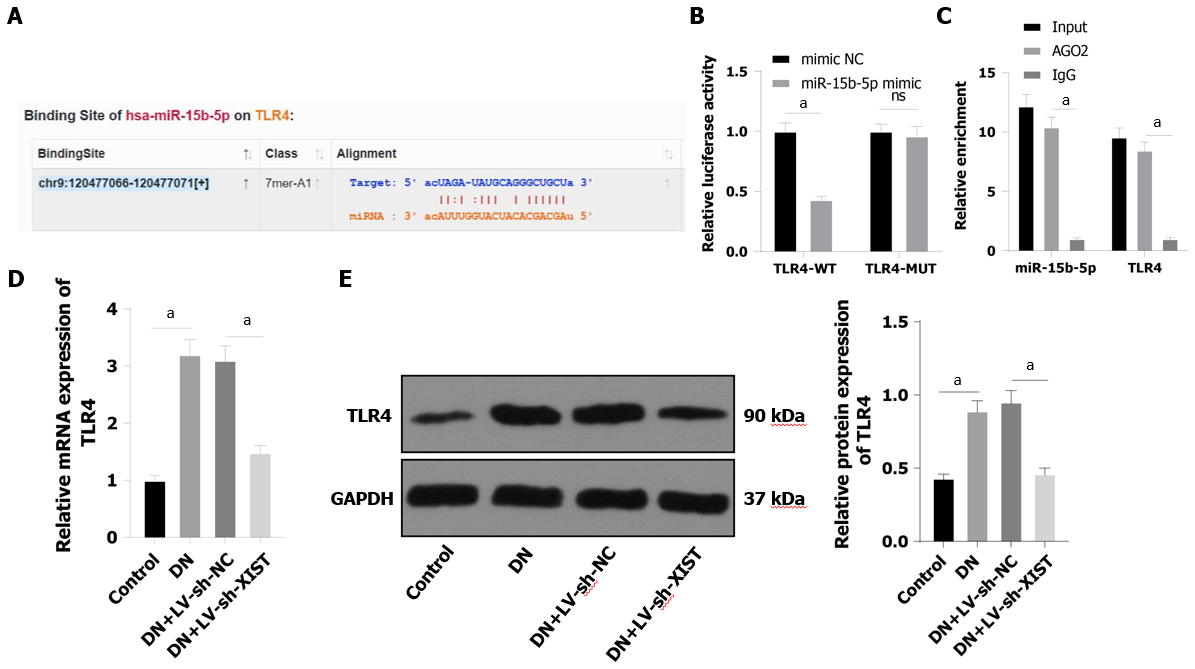 A
Binding Site of hsa-miR-15b-5p on TLR4:
BindingSite
Class
Alignment
chr9:120477066-120477071[+]
7mer-A1
Target: 5' acUAGA-UAUGCAGGGCUGCUa 3'
miRNA : 3' acAUUUGGUACUACACGACGAu 5'
B
mimic NC
miR-15b-5p mimic
Relative luciferase activity
1.5
1.0
0.5
0.0
a
ns
TLR4-WT
TLR4-MUT
C
Input
AGO2
IgG
Relative enrichment
15
10
5
0
a
a
miR-15b-5p
TLR4
D
Relative mRNA expression of
TLR4
4
3
2
1
0
a
a
Control
DN
DN+LV-sh-NC
DN+LV-sh-XIST
E
TLR4
90 kDa
GAPDH
37 kDa
Control
DN
DN+LV-sh-NC
DN+LV-sh-XIST
Relative protein expression
of TLR4
1.5
1.0
0.5
0.0
a
a
Control
DN
DN+LV-sh-NC
DN+LV-sh-XIST